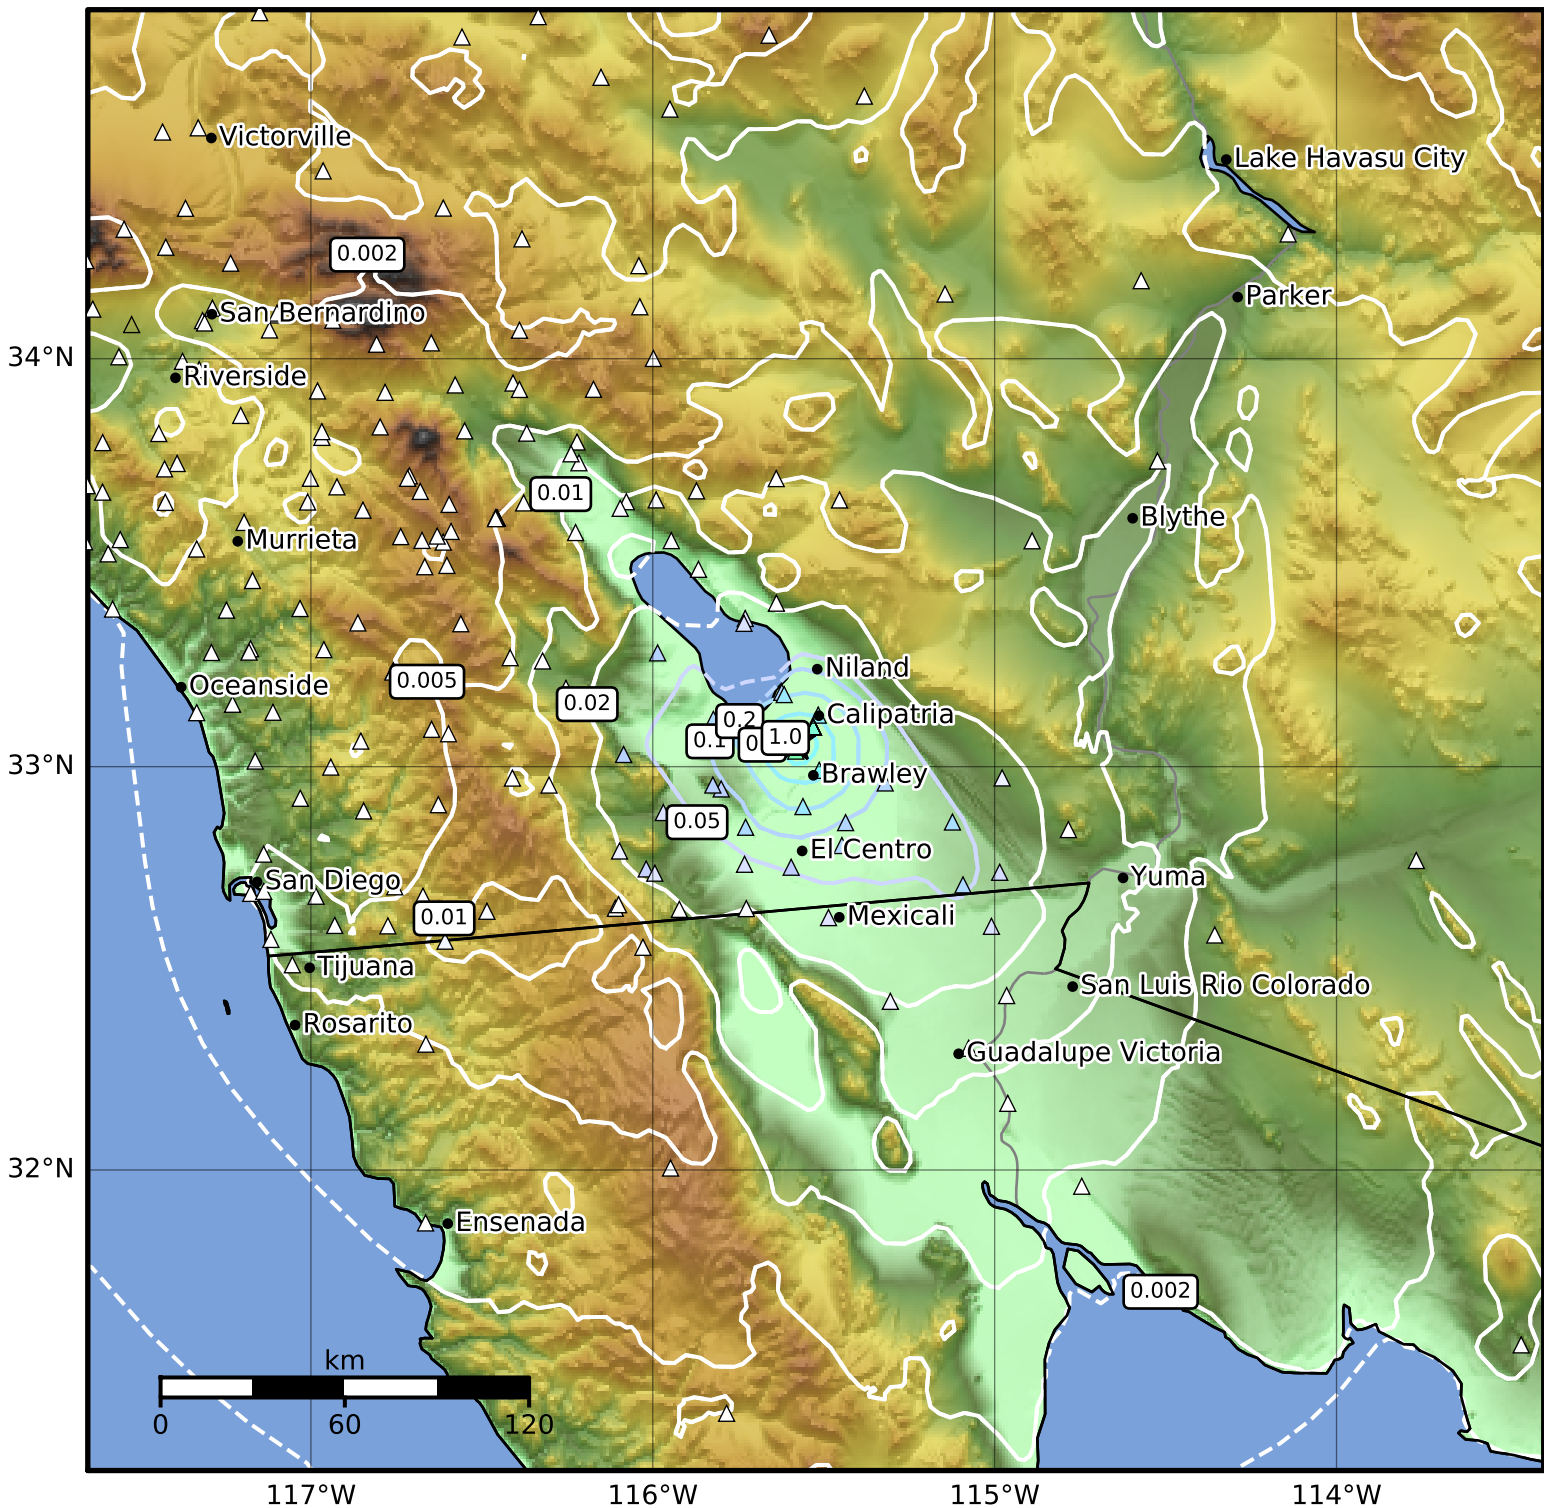 Victorville
Lake Havasu City
0.002
Parker
San Bernardino
34°N
Riverside
0.01
Blythe
Murrieta
Niland
0.005
Oceanside
0.02
Calipatria
0.2
0.1
1.0
33°N
Brawley
0.05
El Centro
San Diego
Yuma
0.01
Mexicali
Tijuana
San Luis Rio Colorado
Rosarito
Guadalupe Victoria
32°N
Ensenada
0.002
km
0 60 120
117°W 116°W 115°W 114°W